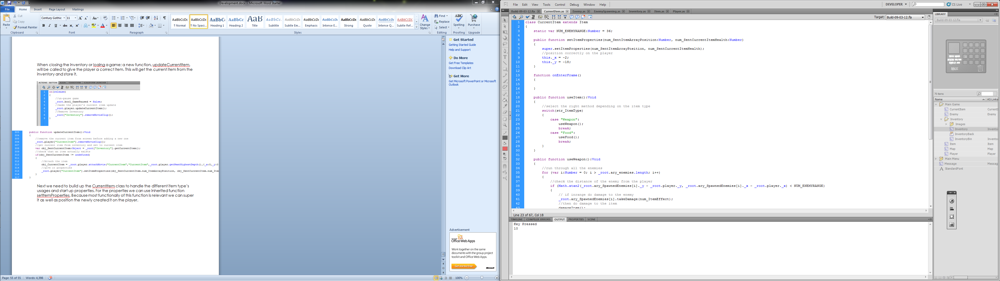 Development.docx - Microsoft Word Starter
File Home Insert Page Layout Mailings
Paste
Cut
Copy
Format Painter
Clipboard
Century Gothic 11
Font
Paragraph
AaBbCcDc AaBbCcDc AaBbC AaBbCc AaB AaBbCc. AaBbCcDc AaBbCcDc AaBbCcDc AaBbCcDc AaBbCcDc AaBbCcDc AABBCCDC
¶ Normal ¶ No Spaci... Heading 1 Heading 2 Title Subtitle Subtle Em... Emphasis Intense E... Strong Quote Intense Q... Subtle Ref...
Change
Styles
Styles
Find
Replace
Select
Editing
Spelling
Proofing
Purchase
Upgrade
When closing the inventory or loging a game; a new function, updateCurrentItem,
will be called to give the player a correct item. This will get the current item from the
inventory and store it.
ACTIONS - BUTTON ALIGN TRANSFORM SCALEFORM LAUNCHER
1 on(release)
2 {
3 //un-pause game
4 _root.bool_GamePaused = false;
5 //make the player's current item update
6 _root.player.updateCurrentItem();
7 //Remove Inventory
8 _root["Inventory"].removeMovieClip();
9 }
303 public function updateCurrentItem():Void
304 {
305 //remove the current item from screen before adding a new one
306 _root.player["CurrentItem"].removeMovieClip();
307 //get current item from inventory and set to current item
308 var obj_SentCurrentItem:Object = _root["Inventory"].getCurrentItem();
309 //check that an item actually exists
310 if(obj_SentCurrentItem != undefined)
311 {
312 //Attach the item
313 obj_CurrentItem = _root.player.attachMovie("CurrentItem","CurrentItem",_root.player.getNextHighestDepth(),{_x:0,_y:0
314 //give it properties
315 _root.player["CurrentItem"].setItemProperties(obj_SentCurrentItem.num_ItemArrayPosition, obj_SentCurrentItem.num_Ite
316 }
317 }
Next we need to build up the CurrentItem class to handle the different item type's
usages and start up properties. For the properties we can use inherited function
setItemProperties. Because most functionally of this function is relevant we can super
it as well as position the newly created it on the player.
Get Started
Getting Started Guide
Help and Support
Do More
Get Free Templates
Download Clip Art
Get More
Get Microsoft PowerPoint or Microsoft
Outlook
Advertisement
Office Web Apps
Work together on the same
documents with the group project
toolkit and Office Web Apps.
Get started free
Microsoft
Page: 55 of 55 Words: 4,398
100%
Fl File Edit View Tools Control Debug Window Help
DEVELOPER
CS Live
Build-09-03-12.fla CurrentItem.as Enemy.as EnemySpawning.as Inventory.as Item.as Player.as
Target: Build-09-03-12.fla
1 class CurrentItem extends Item
2 {
3 static var NUM_ENEMYRANGE:Number = 36;
4
5 public function setItemProperties(num_SentItemArrayPosition:Number, num_SentCurrentItemHealth:Number)
6 {
7 super.setItemProperties(num_SentItemArrayPosition, num_SentCurrentItemHealth);
8 //position correctly on the player
9 this._x = -2;
10 this._y = -18;
11 }
12
13 function onEnterFrame()
14 {
15
16 }
17
18 public function useItem():Void
19 {
20 //select the right method depending on the item type
21 switch(str_ItemType)
22 {
23 case "Weapon":
24 useWeapon();
25 break;
26 case "Food":
27 useFood();
28 break;
29 }
30 }
31
32 public function useWeapon():Void
33 {
34 //run through all the enemies
35 for (var i:Number = 0; i > _root.ary_enemies.length; i++)
36 {
37 //check the distance of the enemy from the player
38 if (Math.atan2(_root.ary_SpawnedEnemies[i]._y - _root.player._y, _root.ary_SpawnedEnemies[i]._x - _root.player._x) < NUM_ENEMYRANGE)
39 {
40 // if inrange do damage to the enemy
41 _root.ary_SpawnedEnemies[i].takeDamage(num_ItemEffect);
42 //then do damage to the item
43 damageItem();
Line 23 of 67, Col 18
TIMELINE COMPILER ERRORS OUTPUT PROPERTIES SCENE
Key Pressed
10
LIBRARY
Build-09-03-12.fla
BACK
70 items
Name AS Linka
Main Game
CurrentItem CurrentI
Enemy Enemy
Inventory
Images
Inventory Invento
InventoryBack
InventoryBin Invento
Item Item
Map Map
Player Player
Main Menu
Message Messag
StandardFont